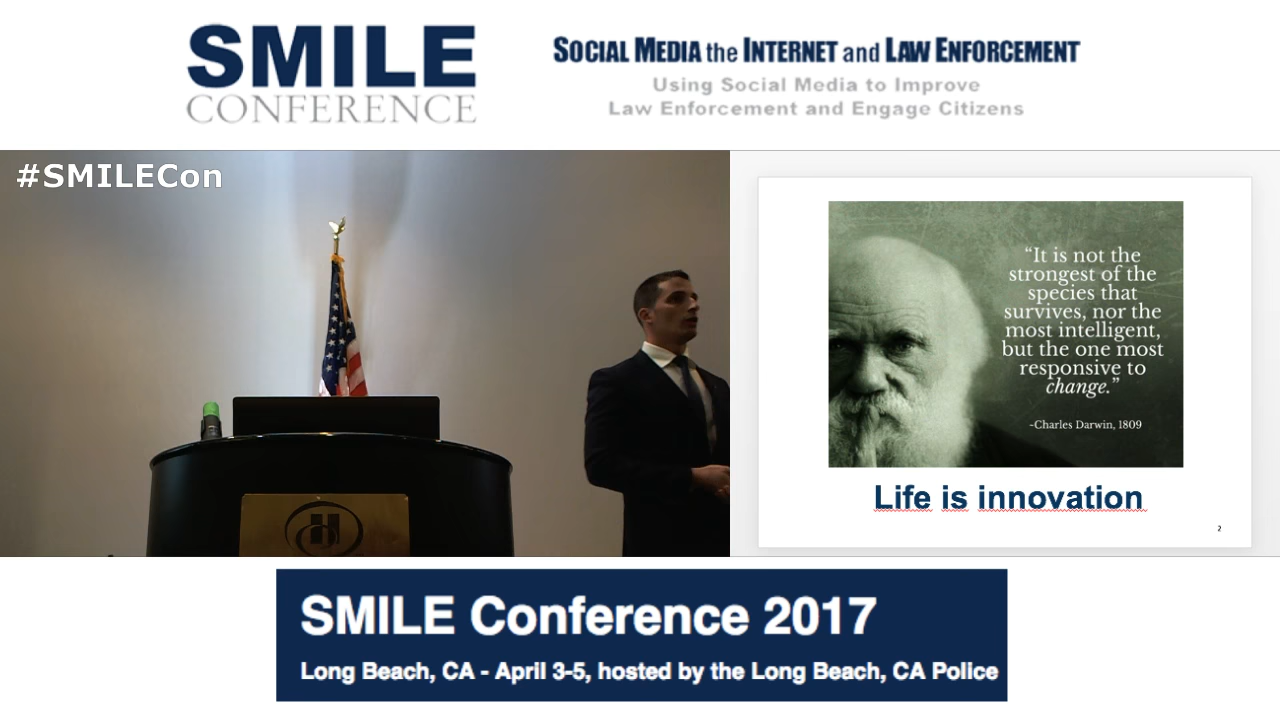 SMILE
CONFERENCE
SOCIAL MEDIA the INTERNET and LAW ENFORCEMENT
Using Social Media to Improve
Law Enforcement and Engage Citizens
#SMILECon
“It is not the
strongest of the
species that
survives, nor the
most intelligent,
but the one most
responsive to
change.”
-Charles Darwin, 1809
Life is innovation
2
H
SMILE Conference 2017
Long Beach, CA - April 3-5, hosted by the Long Beach, CA Police